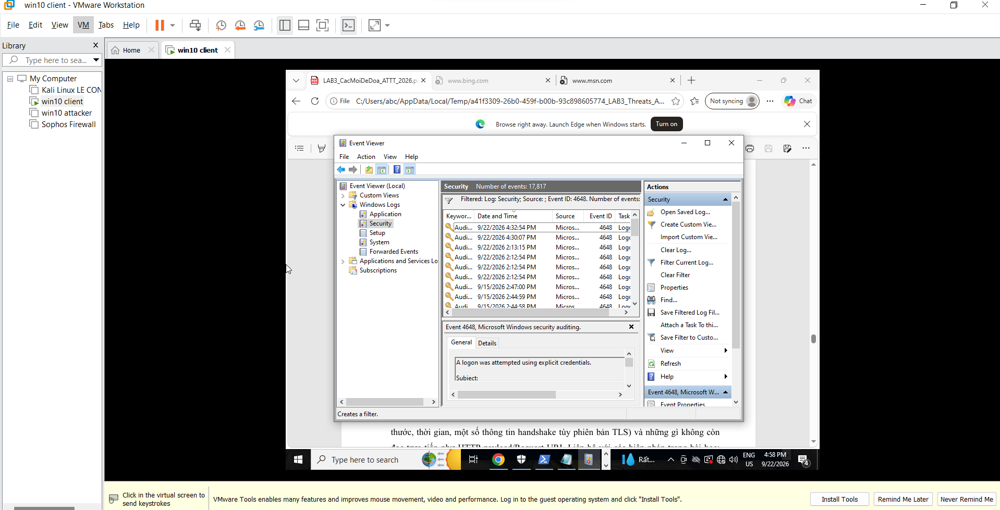 win10 client - VMware Workstation
File Edit View VM Tabs Help
Library
Type here to sea...
My Computer
Kali Linux LE CON
win10 client
win10 attacker
Sophos Firewall
Home
win10 client
LAB3_CacMoiDeDoa_ATTT_2026.p
www.bing.com
www.msn.com
File C:/Users/abc/AppData/Local/Temp/a41f3309-26b0-459f-b00b-93c898605774_LAB3_Threats_A...
Not syncing
Chat
Browse right away. Launch Edge when Windows starts. Turn on
Event Viewer
File Action View Help
Event Viewer (Local)
Custom Views
Windows Logs
Application
Security
Setup
System
Forwarded Events
Applications and Services Lo
Subscriptions
Security Number of events: 17,817
Filtered: Log: Security; Source: ; Event ID: 4648. Number of events:
Keywor... Date and Time Source Event ID Task
Audi... 9/22/2026 4:32:54 PM Micros... 4648 Logo
Audi... 9/22/2026 4:30:07 PM Micros... 4648 Logo
Audi... 9/22/2026 2:13:15 PM Micros... 4648 Logo
Audi... 9/22/2026 2:12:54 PM Micros... 4648 Logo
Audi... 9/22/2026 2:12:54 PM Micros... 4648 Logo
Audi... 9/22/2026 2:12:54 PM Micros... 4648 Logo
Audi... 9/15/2026 2:47:00 PM Micros... 4648 Logo
Audi... 9/15/2026 2:44:59 PM Micros... 4648 Logo
Audi... 9/15/2026 2:44:58 PM Micros... 4648 Logo
Event 4648, Microsoft Windows security auditing.
General Details
A logon was attempted using explicit credentials.
Subject:
Actions
Security
Open Saved Log...
Create Custom Vie...
Import Custom Vie...
Clear Log...
Filter Current Log...
Clear Filter
Properties
Find...
Save Filtered Log Fil...
Attach a Task To thi...
Save Filter to Custo...
View
Refresh
Help
Event 4648, Microsoft W...
Event Properties
Creates a filter.
thước, thời gian, một số thông tin handshake tùy phiên bản TLS) và những gì không còn
Type here to search
Rất...
ENG
US
4:58 PM
9/22/2026
4
Click in the virtual screen to
send keystrokes
VMware Tools enables many features and improves mouse movement, video and performance. Log in to the guest operating system and click "Install Tools".
Install Tools
Remind Me Later
Never Remind Me